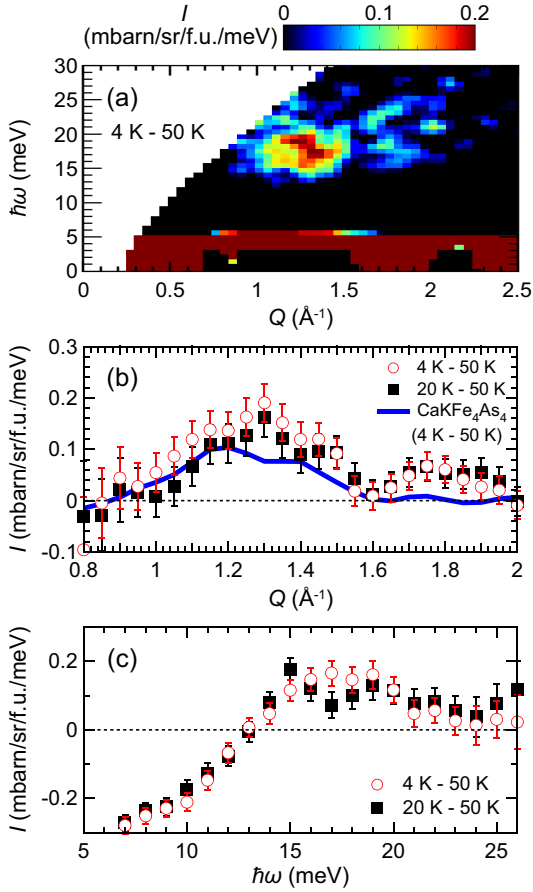 I
(mbarn/sr/f.u./meV)
0 0.1 0.2
(a)
4 K - 50 K
ħω (meV)
30
25
20
15
10
5
0
0 0.5 1 1.5 2 2.5
Q (Å⁻¹)
(b)
4 K - 50 K
20 K - 50 K
CaKFe₄As₄
(4 K - 50 K)
I (mbarn/sr/f.u./meV)
0.3
0.2
0.1
0
-0.1
0.8 1 1.2 1.4 1.6 1.8 2
Q (Å⁻¹)
(c)
4 K - 50 K
20 K - 50 K
I (mbarn/sr/f.u./meV)
0.2
0
-0.2
5 10 15 20 25
ħω (meV)